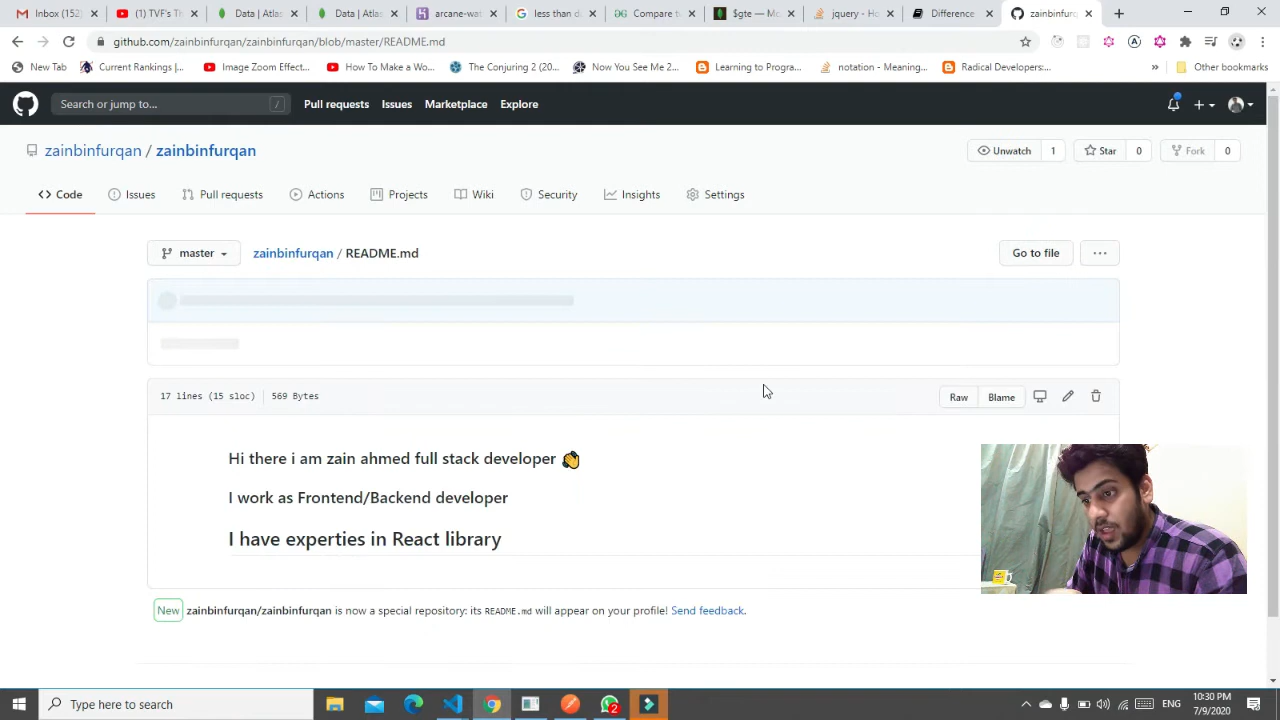 Inbox (152
(1) TVF's T
Data | Atlas
Data | Atlas
arcane-wat
less than d
Compare t
$gte — Mo
jquery - Ho
Difference
zainbinfurq
github.com/zainbinfurqan/zainbinfurqan/blob/master/README.md
New Tab
Current Rankings |...
Image Zoom Effect...
How To Make a Wo...
The Conjuring 2 (20...
Now You See Me 2...
Learning to Progra...
notation - Meaning...
Radical Developers:...
»
Other bookmarks
Search or jump to...
/
Pull requests
Issues
Marketplace
Explore
zainbinfurqan / zainbinfurqan
Unwatch 1
Star 0
Fork 0
Code
Issues
Pull requests
Actions
Projects
Wiki
Security
Insights
Settings
master
zainbinfurqan / README.md
Go to file
...
17 lines (15 sloc) | 569 Bytes
Raw
Blame
Hi there i am zain ahmed full stack developer 👏
I work as Frontend/Backend developer
I have experties in React library
New zainbinfurqan/zainbinfurqan is now a special repository: its README.md will appear on your profile! Send feedback.
Type here to search
2
ENG
10:30 PM
7/9/2020